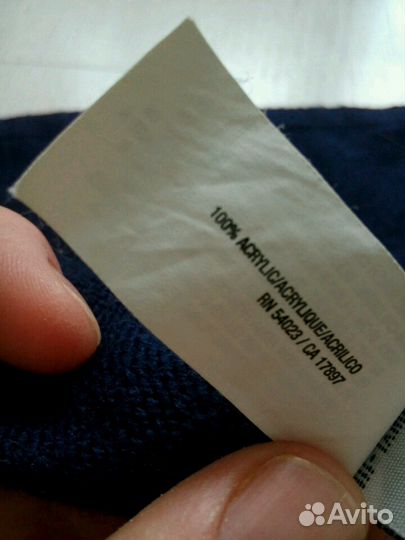 100% ACRYLIC/ACRYLIQUE/ACRILICO
RN 54023 / CA 17897
Avito